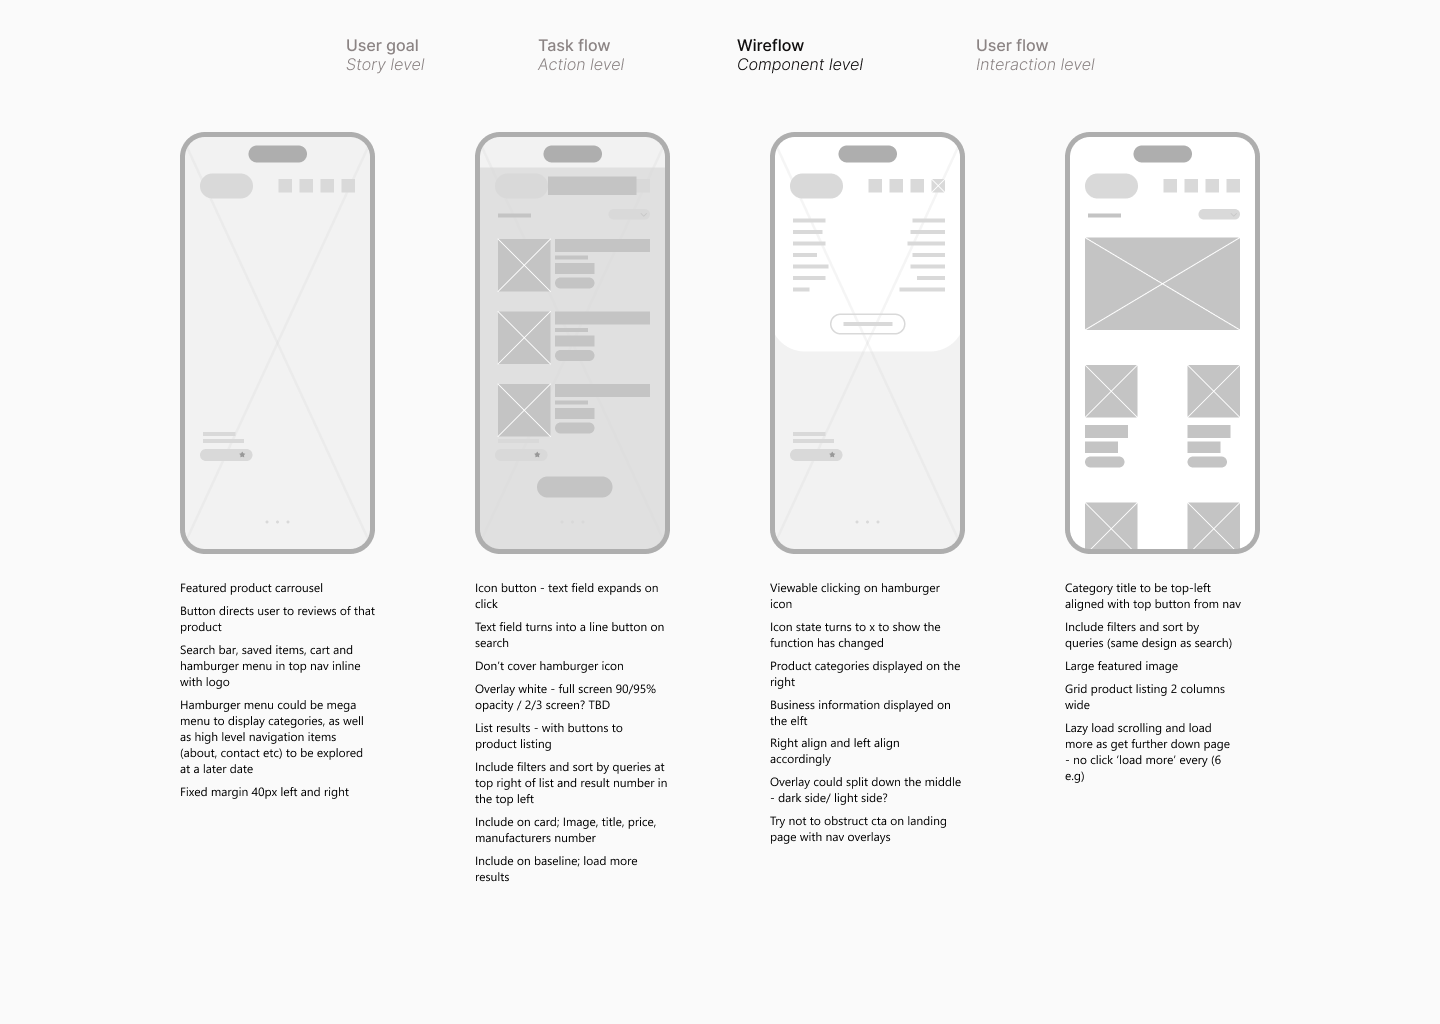 User goal
Story level
Task flow
Action level
Wireflow
Component level
User flow
Interaction level
Featured product carrousel
Button directs user to reviews of that
product
Search bar, saved items, cart and
hamburger menu in top nav inline
with logo
Hamburger menu could be mega
menu to display categories, as well
as high level navigation items
(about, contact etc) to be explored
at a later date
Fixed margin 40px left and right
Icon button - text field expands on
click
Text field turns into a line button on
search
Don't cover hamburger icon
Overlay white - full screen 90/95%
opacity / 2/3 screen? TBD
List results - with buttons to
product listing
Include filters and sort by queries at
top right of list and result number in
the top left
Include on card; Image, title, price,
manufacturers number
Include on baseline; load more
results
Viewable clicking on hamburger
icon
Icon state turns to x to show the
function has changed
Product categories displayed on the
right
Business information displayed on
the elft
Right align and left align
accordingly
Overlay could split down the middle
- dark side/ light side?
Try not to obstruct cta on landing
page with nav overlays
Category title to be top-left
aligned with top button from nav
Include filters and sort by
queries (same design as search)
Large featured image
Grid product listing 2 columns
wide
Lazy load scrolling and load
more as get further down page
- no click ‘load more’ every (6
e.g)